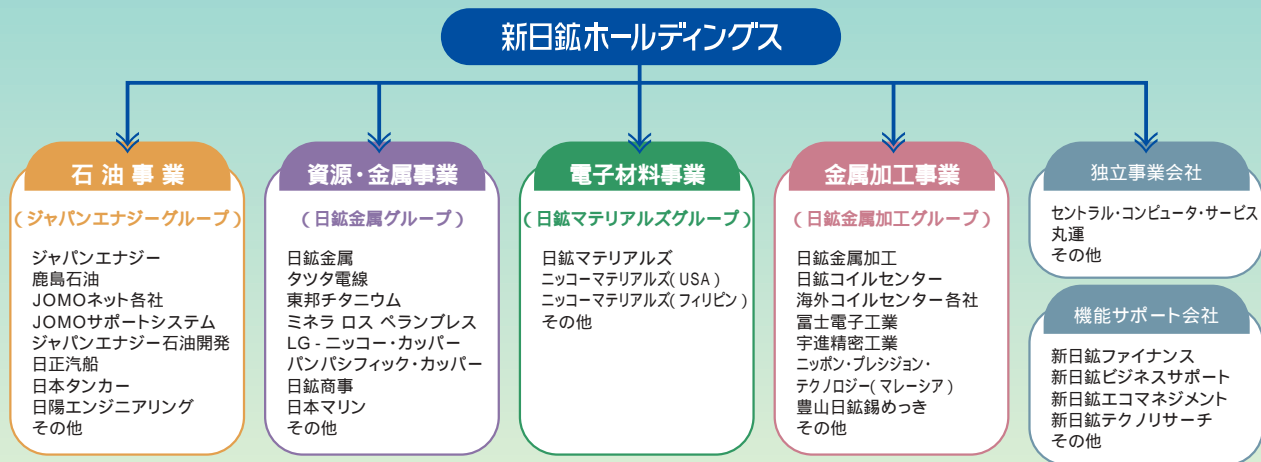 新日鉱ホールディングス
石油事業
(ジャパンエナジーグループ)
ジャパンエナジー
鹿島石油
JOMOネット各社
JOMOサポートシステム
ジャパンエナジー石油開発
日正汽船
日本タンカー
日陽エンジニアリング
その他
資源・金属事業
(日鉱金属グループ)
日鉱金属
タツタ電線
東邦チタニウム
ミネラ ロス ペランブレス
LG-ニッコー・カッパー
パンパシフィック・カッパー
日鉱商事
日本マリン
その他
電子材料事業
(日鉱マテリアルズグループ)
日鉱マテリアルズ
ニッコーマテリアルズ(USA)
ニッコーマテリアルズ(フィリピン)
その他
金属加工事業
(日鉱金属加工グループ)
日鉱金属加工
日鉱コイルセンター
海外コイルセンター各社
冨士電子工業
宇進精密工業
ニッポン・プレシジョン・
テクノロジー(マレーシア)
豊山日鉱錫めっき
その他
独立事業会社
セントラル・コンピュータ・サービス
丸運
その他
機能サポート会社
新日鉱ファイナンス
新日鉱ビジネスサポート
新日鉱エコマネジメント
新日鉱テクノリサーチ
その他